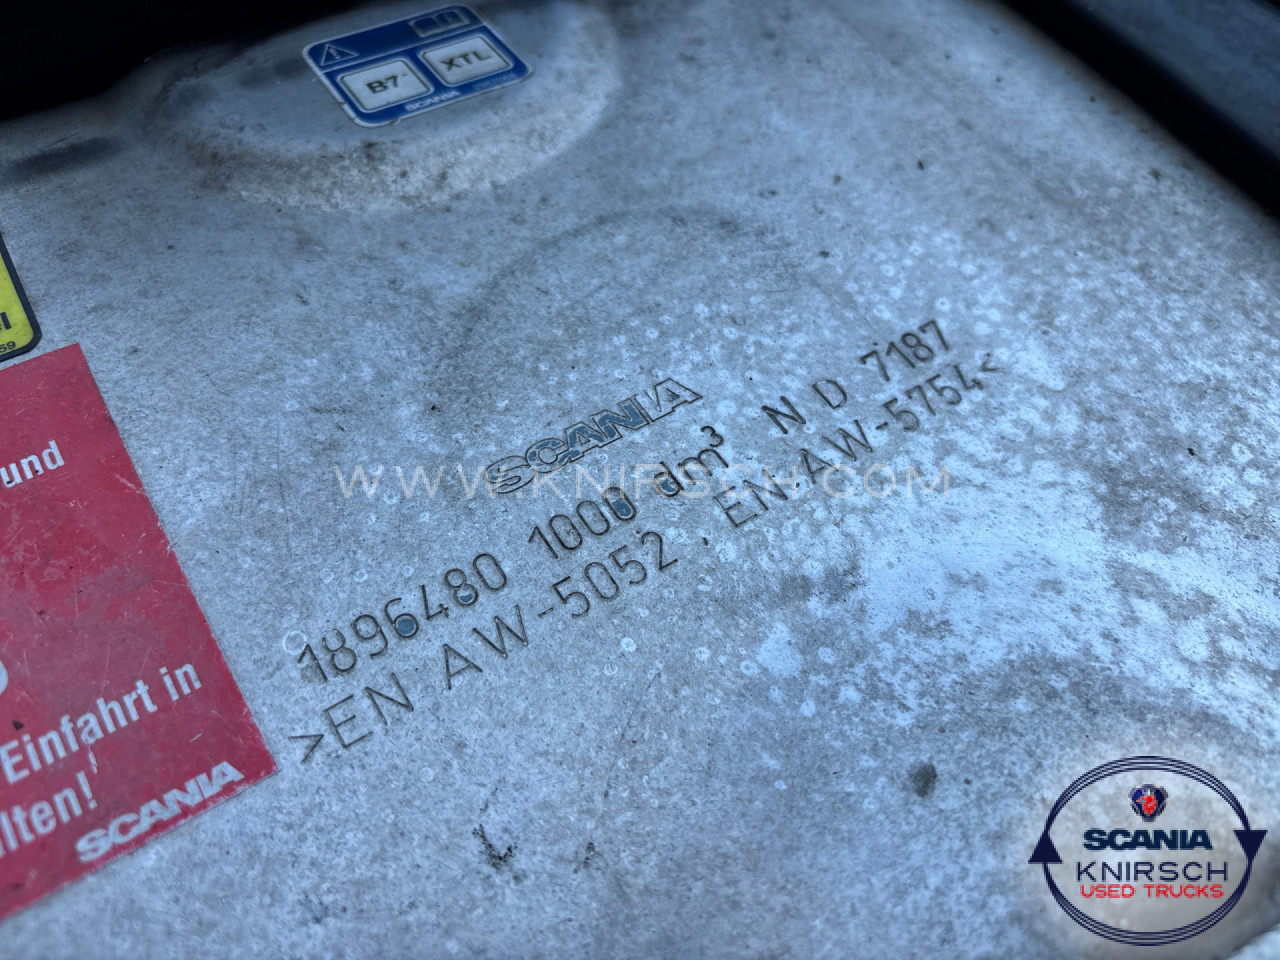 B7
XTL
SCANIA
59
und
Einfahrt in
lten!
SCANIA
SCANIA
1896480 1000 dm³ N D 7187
>EN AW-5052, EN AW-5754<
WWW.KNIRSCH.COM
SCANIA
KNIRSCH
USED TRUCKS